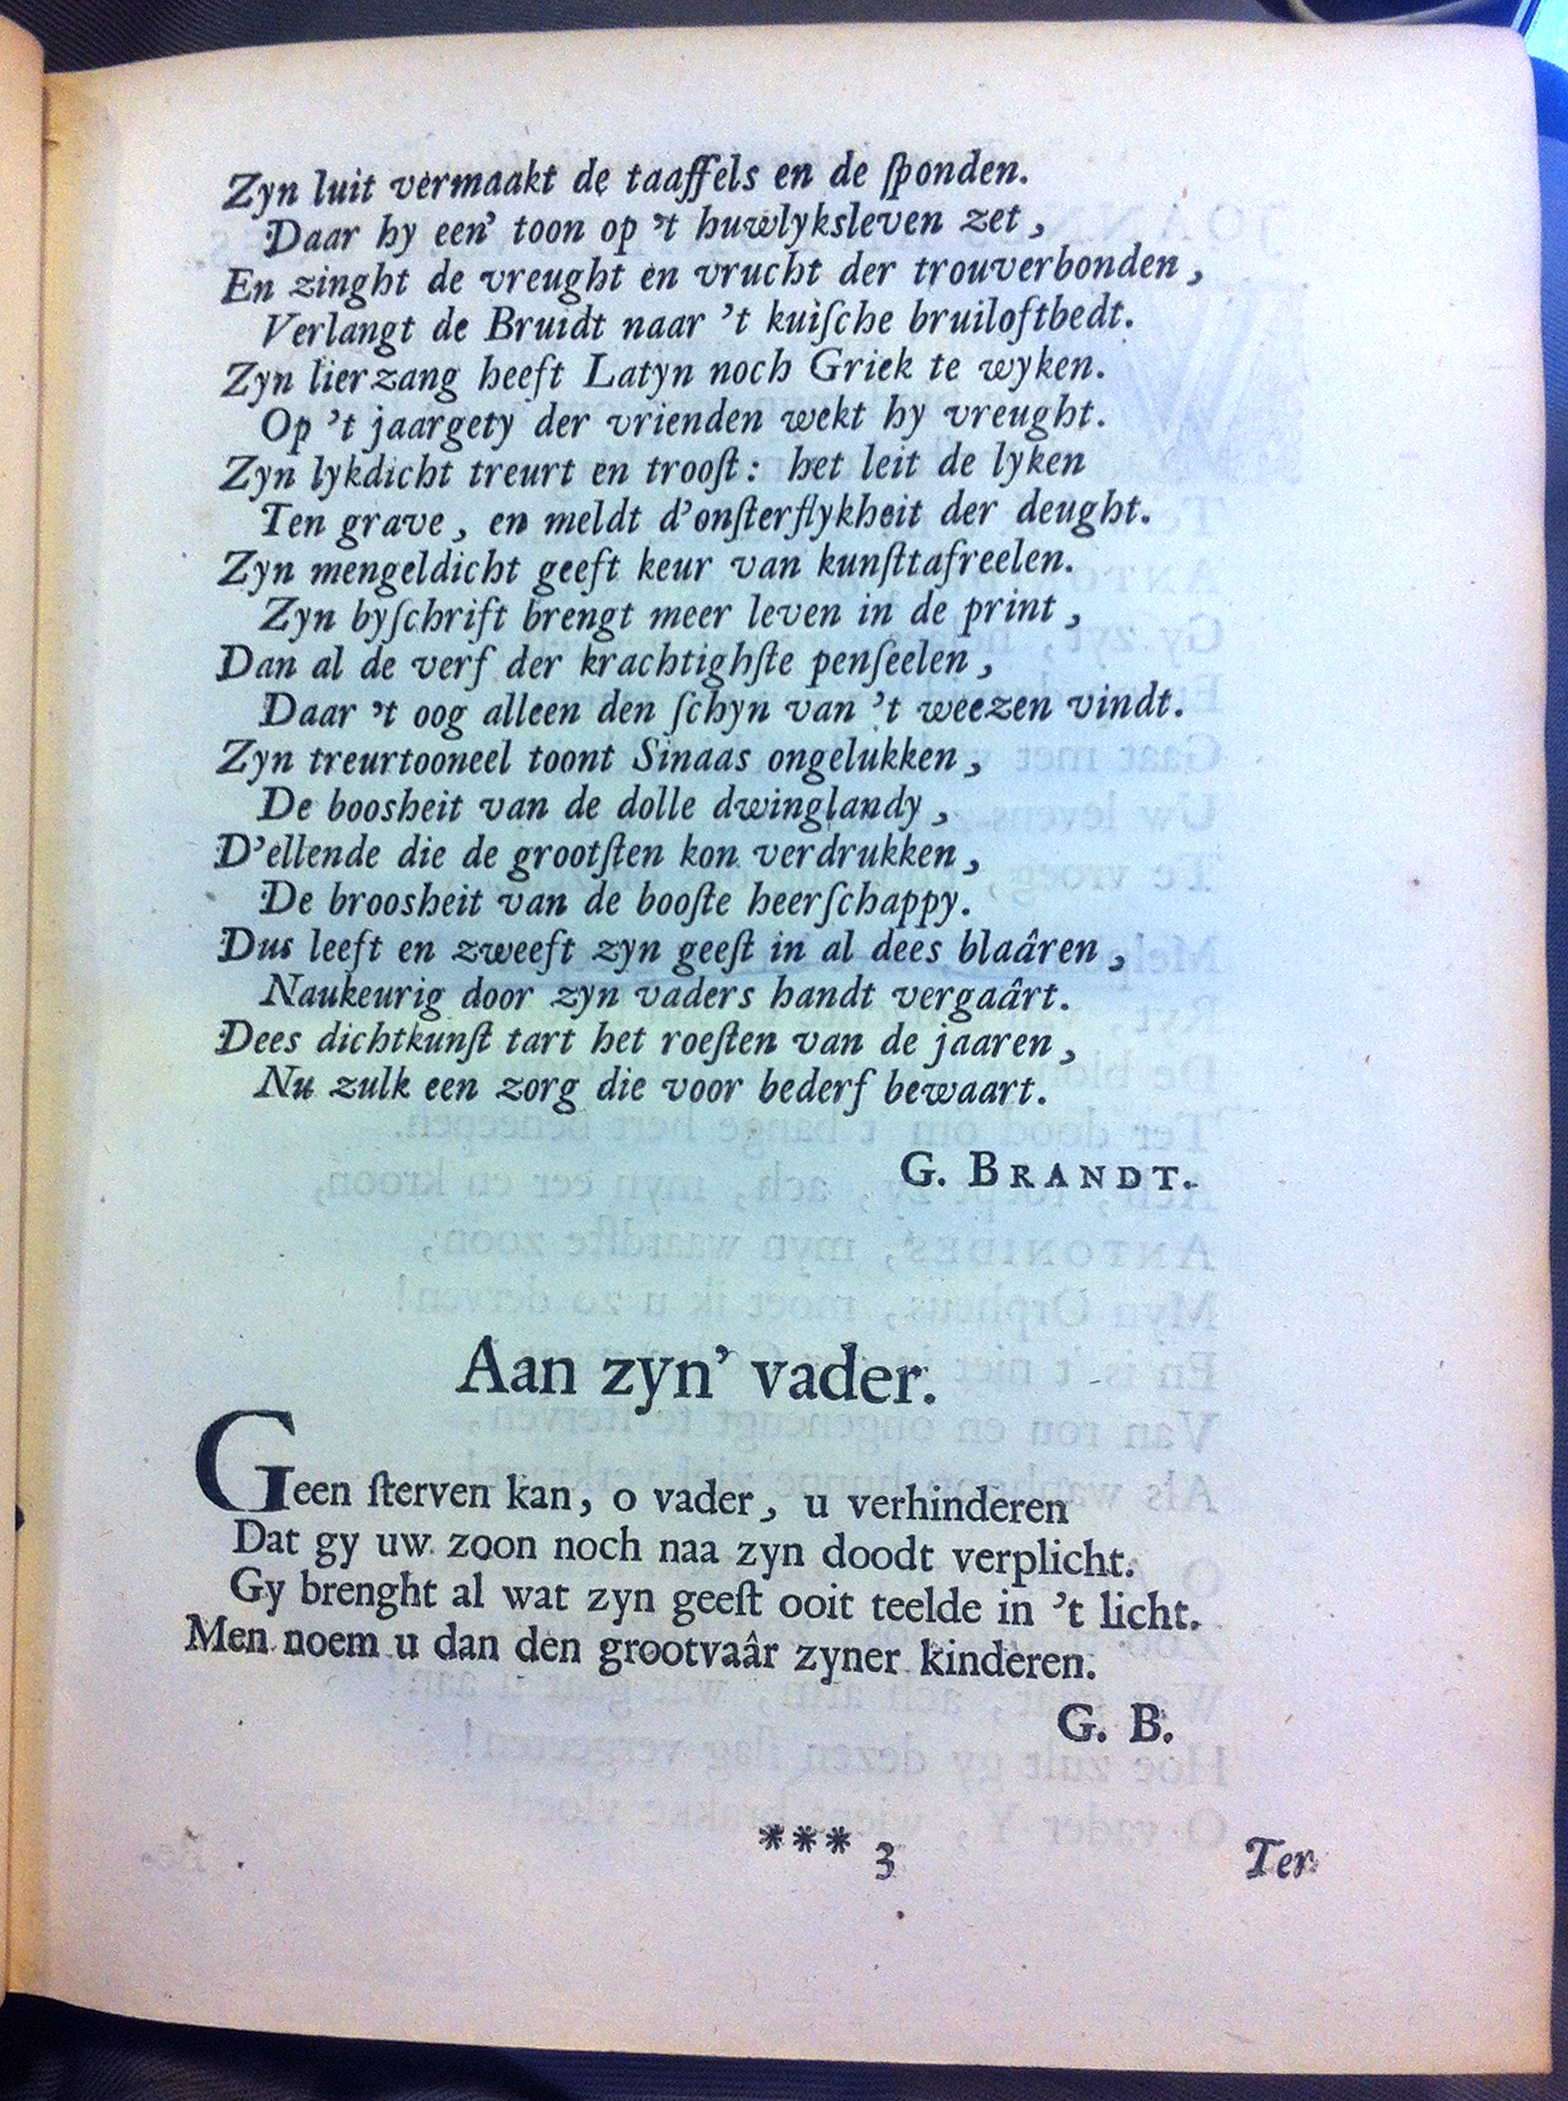 Zyn luit vermaakt de taaffels en de ſponden.
Daar hy een' toon op 't huwlyksleven zet,
En zinght de vreught en vrucht der trouverbonden,
Verlangt de Bruidt naar 't kuiſche bruiloftbedt.
Zyn lierzang heeft Latyn noch Griek te wyken.
Op 't jaargety der vrienden wekt hy vreught.
Zyn lykdicht treurt en trooſt: het leit de lyken
Ten grave, en meldt d'onſterflykheit der deught.
Zyn mengeldicht geeft keur van kunſttafreelen.
Zyn byſchrift brengt meer leven in de print,
Dan al de verf der krachtighſte penſeelen,
Daar 't oog alleen den ſchyn van 't weezen vindt.
Zyn treurtooneel toont Sinaas ongelukken,
De boosheit van de dolle dwinglandy,
D'ellende die de grootſten kon verdrukken,
De broosheit van de booſte heerſchappy.
Dus leeft en zweeft zyn geeſt in al dees blaâren,
Naukeurig door zyn vaders handt vergaârt.
Dees dichtkunſt tart het roeſten van de jaaren,
Nu zulk een zorg die voor bederf bewaart.
G. BRANDT.
Aan zyn' vader.
Geen ſterven kan, o vader, u verhinderen
Dat gy uw zoon noch naa zyn doodt verplicht.
Gy brenght al wat zyn geeſt ooit teelde in 't licht.
Men noem u dan den grootvaâr zyner kinderen.
G. B.
*** 3 Ter